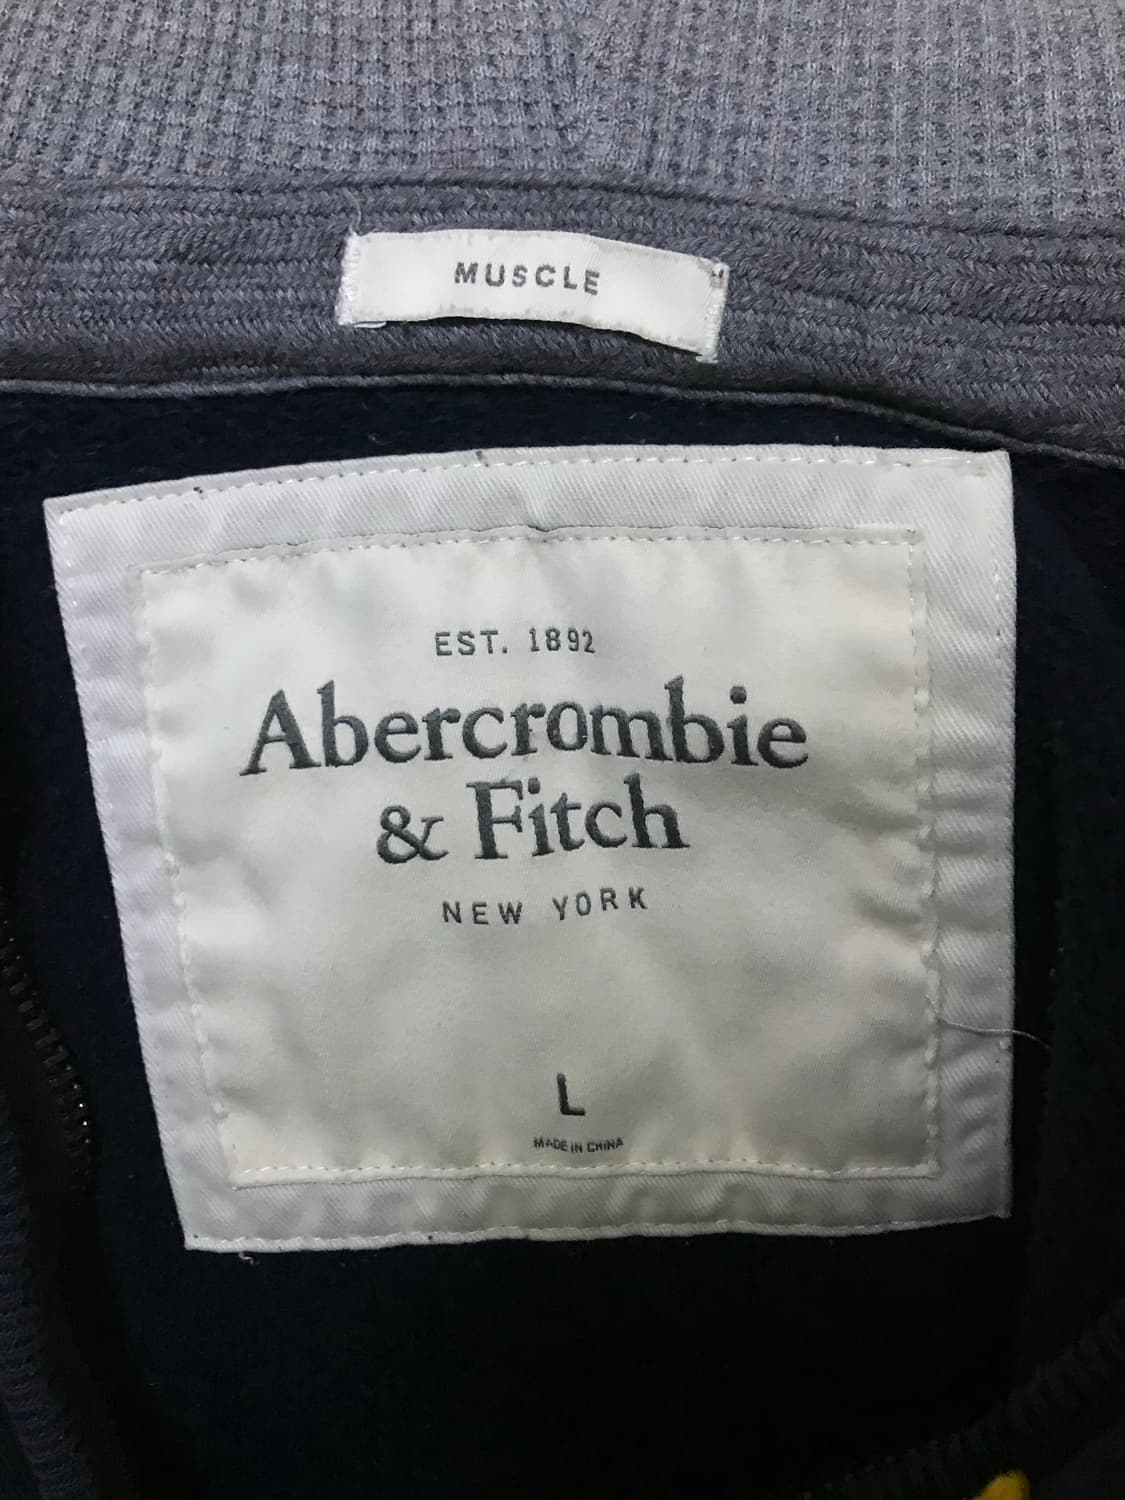 MUSCLE
EST. 1892
Abercrombie
& Fitch
NEW YORK
L
MADE IN CHINA